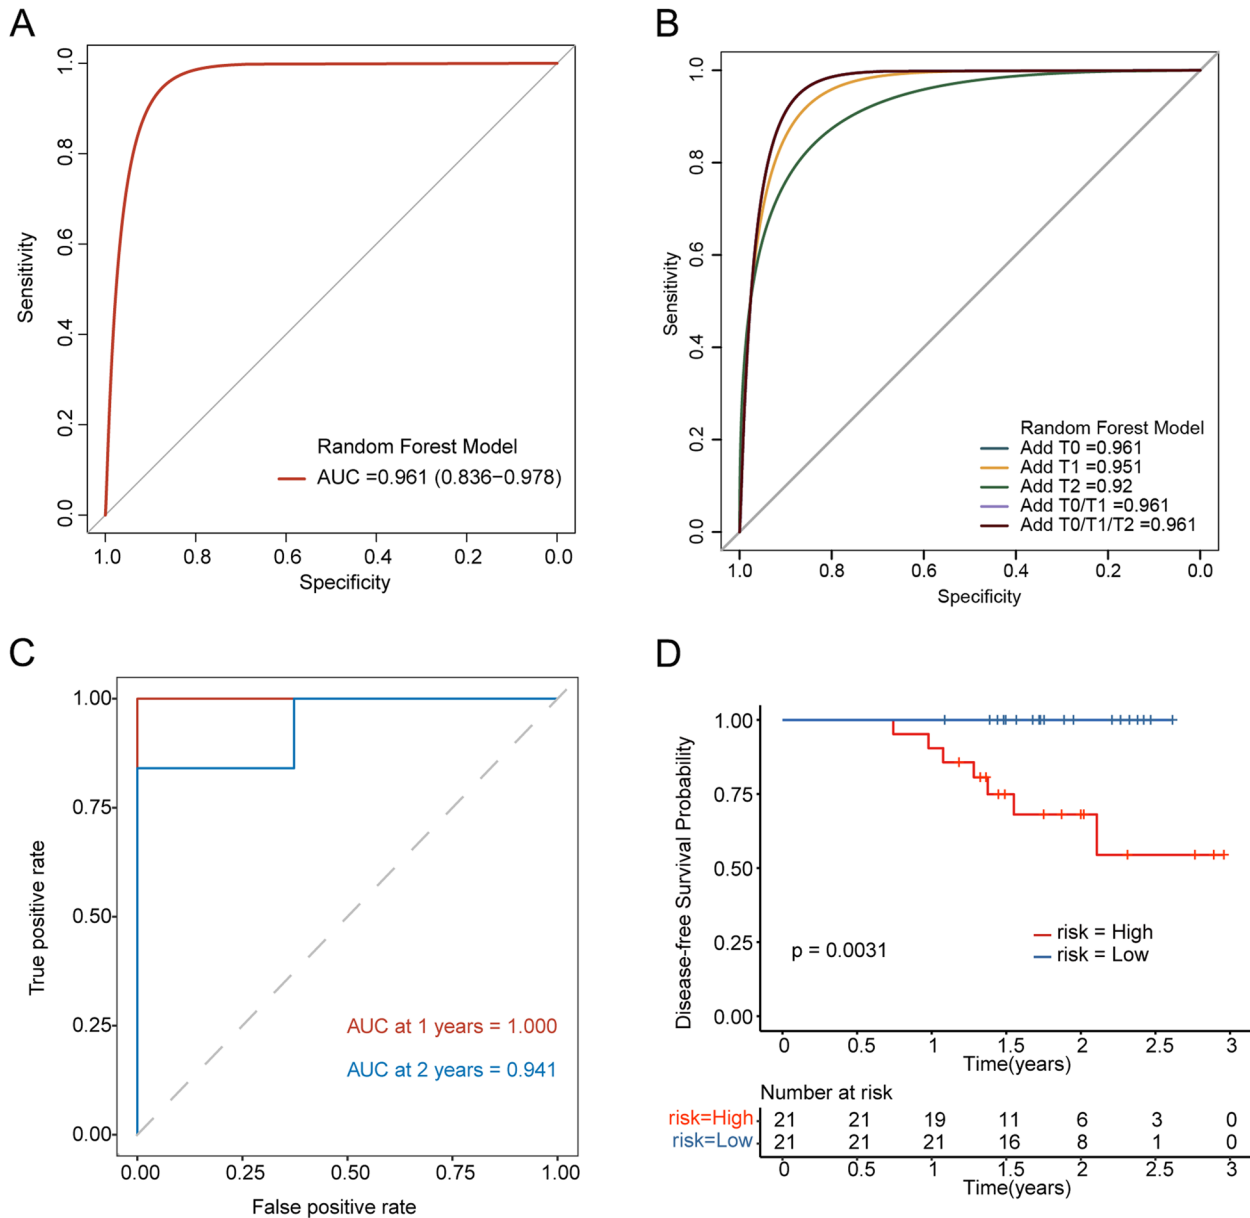 A
1.0
0.8
0.6
0.4
0.2
0.0
Sensitivity
Random Forest Model
AUC =0.961 (0.836−0.978)
1.0 0.8 0.6 0.4 0.2 0.0
Specificity
B
1.0
0.8
0.6
0.4
0.2
0.0
Sensitivity
Random Forest Model
Add T0 =0.961
Add T1 =0.951
Add T2 =0.92
Add T0/T1 =0.961
Add T0/T1/T2 =0.961
1.0 0.8 0.6 0.4 0.2 0.0
Specificity
C
1.00
0.75
0.50
0.25
0.00
True positive rate
AUC at 1 years = 1.000
AUC at 2 years = 0.941
0.00 0.25 0.50 0.75 1.00
False positive rate
D
1.00
0.75
0.50
0.25
0.00
Disease-free Survival Probability
p = 0.0031
risk = High
risk = Low
0 0.5 1 1.5 2 2.5 3
Time(years)
Number at risk
risk=High 21 21 19 11 6 3 0
risk=Low 21 21 21 16 8 1 0
0 0.5 1 1.5 2 2.5 3
Time(years)